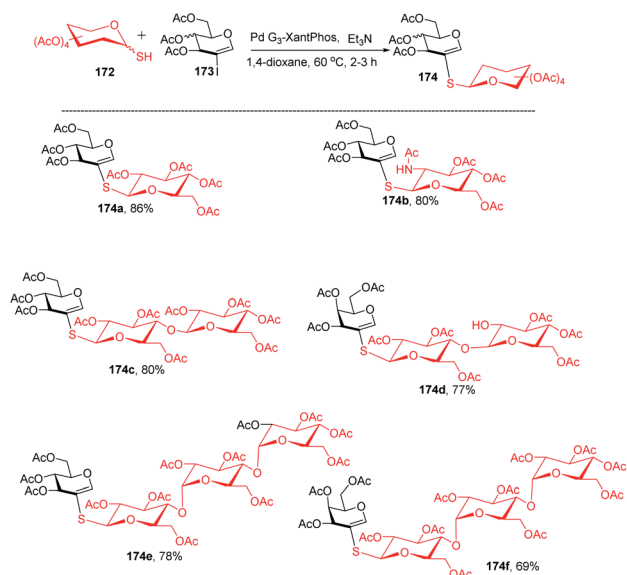 (AcO)4
SH
172
+
AcO
AcO
AcO
O
I
173
Pd G3-XantPhos, Et3N
1,4-dioxane, 60 ºC, 2-3 h
AcO
AcO
AcO
O
S
O
(OAc)4
174
AcO
AcO
AcO
O
S
AcO
OAc
OAc
O
OAc
174a, 86%
AcO
AcO
AcO
O
S
Ac
HN
OAc
OAc
O
OAc
174b, 80%
AcO
AcO
AcO
O
S
AcO
OAc
O
O
OAc
AcO
OAc
OAc
O
OAc
174c, 80%
AcO
OAc
AcO
O
S
AcO
OAc
O
O
OAc
HO
OAc
OAc
O
OAc
174d, 77%
AcO
AcO
AcO
O
S
AcO
OAc
O
O
OAc
AcO
OAc
O
O
OAc
AcO
OAc
OAc
O
OAc
174e, 78%
AcO
OAc
AcO
O
S
AcO
OAc
O
O
OAc
AcO
OAc
O
O
OAc
AcO
OAc
OAc
O
OAc
174f, 69%